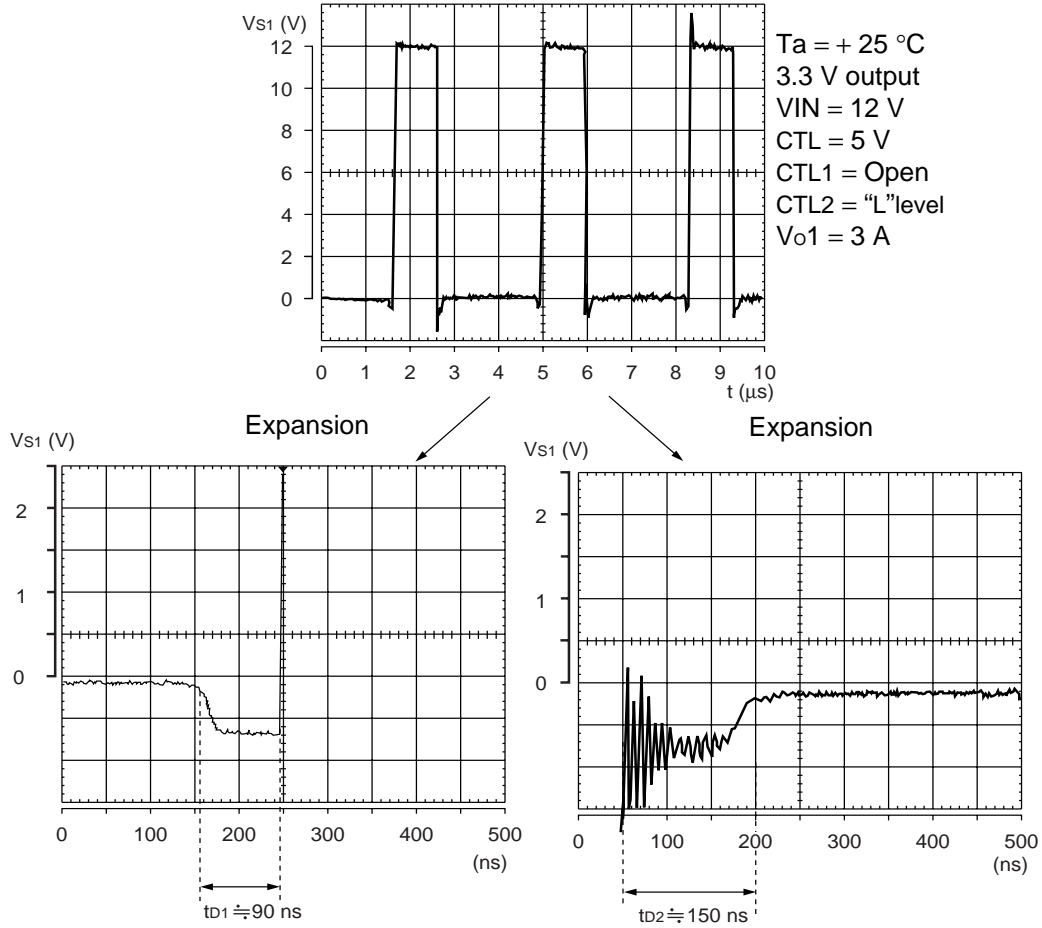 VS1 (V)
12
10
8
6
4
2
0
0 1 2 3 4 5 6 7 8 9 10
t (μs)
Ta = + 25 °C
3.3 V output
VIN = 12 V
CTL = 5 V
CTL1 = Open
CTL2 = “L”level
Vo1 = 3 A
Expansion
VS1 (V)
2
1
0
0 100 200 300 400 500
(ns)
tD1 ≒ 90 ns
Expansion
VS1 (V)
2
1
0
0 100 200 300 400 500
(ns)
tD2 ≒ 150 ns